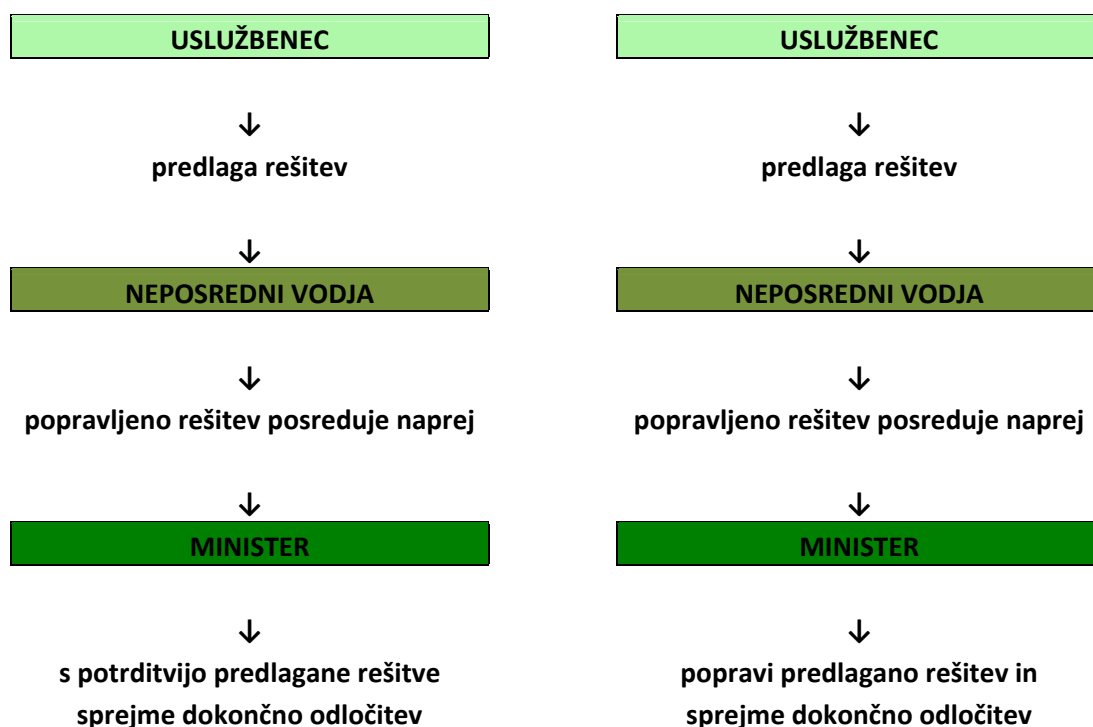 USLUŽBENEC
↓
predlaga rešitev
↓
NEPOSREDNI VODJA
↓
popravljeno rešitev posreduje naprej
↓
MINISTER
↓
s potrditvijo predlagane rešitve
sprejme dokončno odločitev
USLUŽBENEC
↓
predlaga rešitev
↓
NEPOSREDNI VODJA
↓
popravljeno rešitev posreduje naprej
↓
MINISTER
↓
popravi predlagano rešitev in
sprejme dokončno odločitev